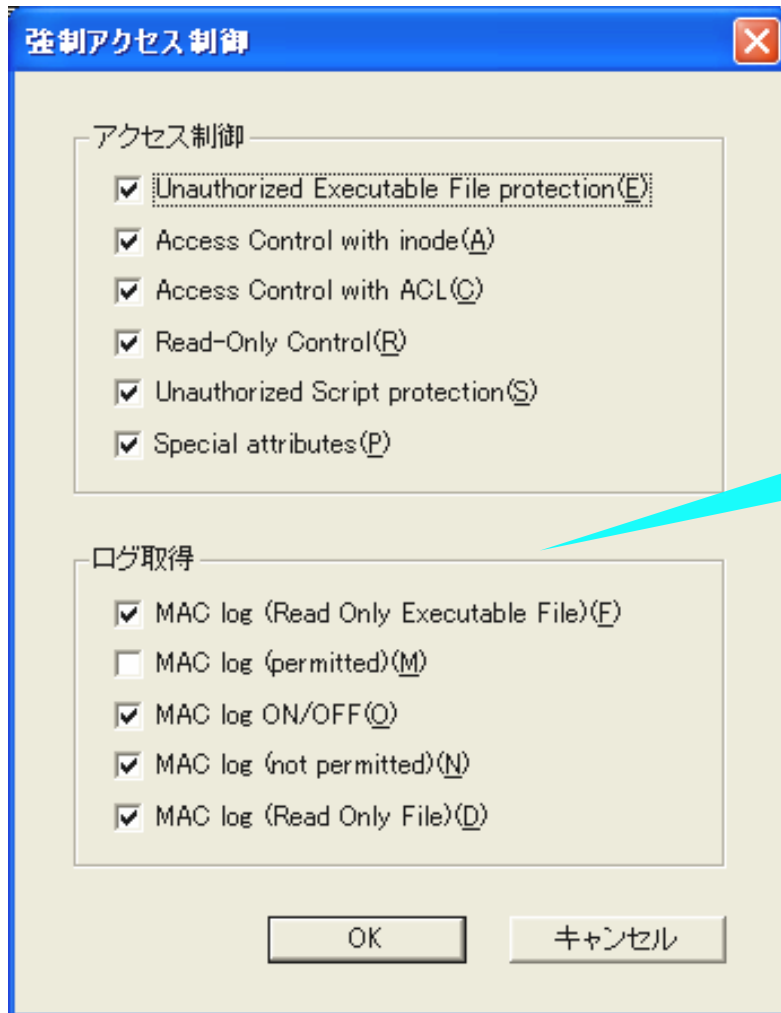 強制アクセス制御
アクセス制御
Unauthorized Executable File protection(E)
Access Control with inode(A)
Access Control with ACL(C)
Read-Only Control(R)
Unauthorized Script protection(S)
Special attributes(P)
ログ取得
MAC log (Read Only Executable File)(F)
MAC log (permitted)(M)
MAC log ON/OFF(O)
MAC log (not permitted)(N)
MAC log (Read Only File)(D)
OK
キャンセル